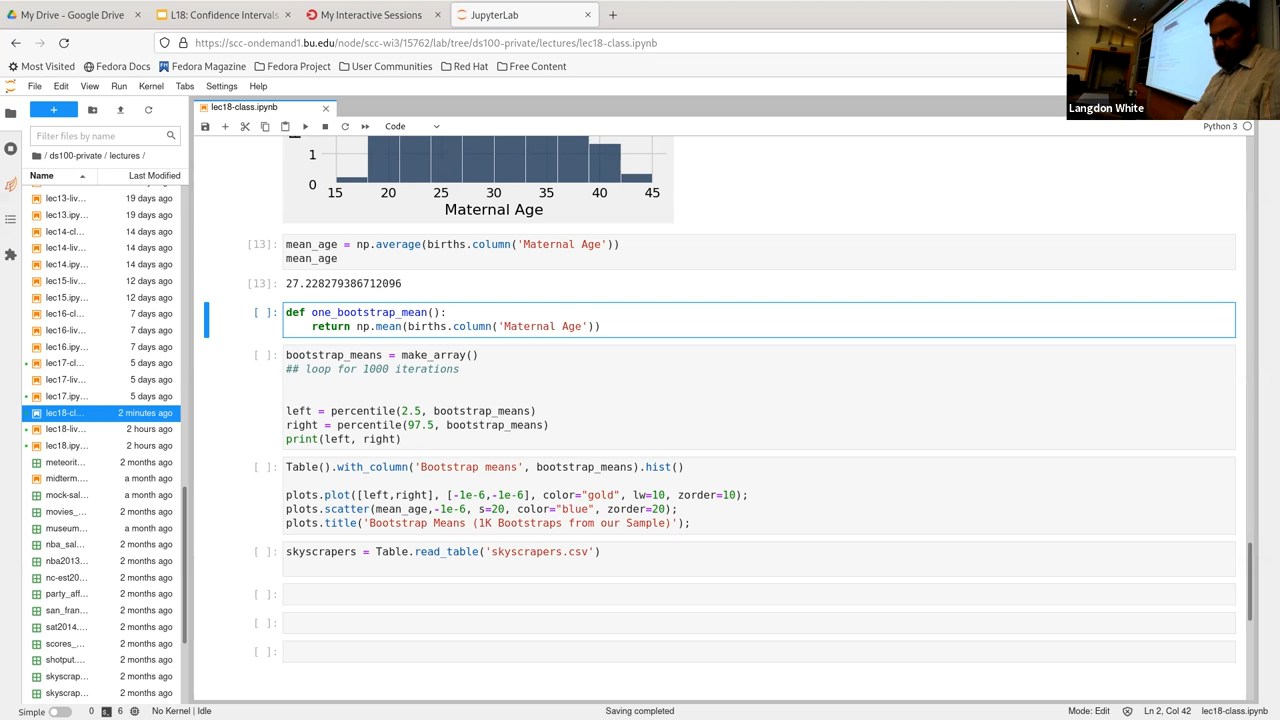 My Drive - Google Drive
L18: Confidence Intervals
My Interactive Sessions
JupyterLab
https://scc-ondemand1.bu.edu/node/scc-wi3/15762/lab/tree/ds100-private/lectures/lec18-class.ipynb
Most Visited
Fedora Docs
Fedora Magazine
Fedora Project
User Communities
Red Hat
Free Content
Langdon White
File Edit View Run Kernel Tabs Settings Help
lec18-class.ipynb
Code
Python 3
Filter files by name
/ ds100-private / lectures /
Name Last Modified
lec13-liv... 19 days ago
lec13.ipy... 19 days ago
lec14-cl... 14 days ago
lec14-liv... 14 days ago
lec14.ipy... 14 days ago
lec15-liv... 12 days ago
lec15.ipy... 12 days ago
lec16-cl... 7 days ago
lec16-liv... 7 days ago
lec16.ipy... 7 days ago
lec17-cl... 5 days ago
lec17-liv... 5 days ago
lec17.ipy... 5 days ago
lec18-cl... 2 minutes ago
lec18-liv... 2 hours ago
lec18.ipy... 2 hours ago
meteorit... 2 months ago
midterm.... a month ago
mock-sal... 2 months ago
movies_... 2 months ago
museum... a month ago
nba_sal... 2 months ago
nba2013... 2 months ago
nc-est20... 2 months ago
party_aff... 2 months ago
san_fran... 2 months ago
sat2014.... 2 months ago
scores_... 2 months ago
shotput.... 2 months ago
skyscrap... 2 months ago
skyscrap... 2 months ago
1
0
15 20 25 30 35 40 45
Maternal Age
[13]: mean_age = np.average(births.column('Maternal Age'))
mean_age
[13]: 27.228279386712096
[ ]: def one_bootstrap_mean():
return np.mean(births.column('Maternal Age'))
[ ]: bootstrap_means = make_array()
## loop for 1000 iterations
left = percentile(2.5, bootstrap_means)
right = percentile(97.5, bootstrap_means)
print(left, right)
[ ]: Table().with_column('Bootstrap means', bootstrap_means).hist()
plots.plot([left,right], [-1e-6,-1e-6], color="gold", lw=10, zorder=10);
plots.scatter(mean_age,-1e-6, s=20, color="blue", zorder=20);
plots.title('Bootstrap Means (1K Bootstraps from our Sample)');
[ ]: skyscrapers = Table.read_table('skyscrapers.csv')
[ ]:
[ ]:
[ ]:
Simple 0 6 No Kernel | Idle Saving completed Mode: Edit Ln 2, Col 42 lec18-class.ipynb